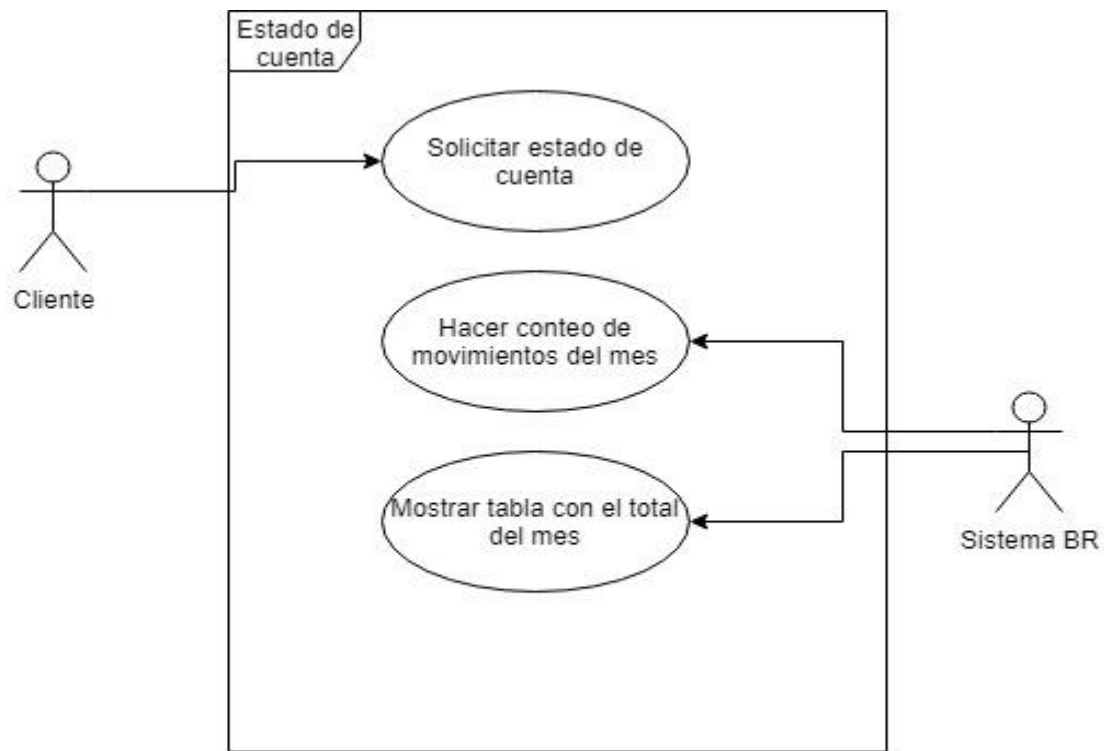 Estado de
cuenta
Solicitar estado de
cuenta
Cliente
Hacer conteo de
movimientos del mes
Mostrar tabla con el total
del mes
Sistema BR